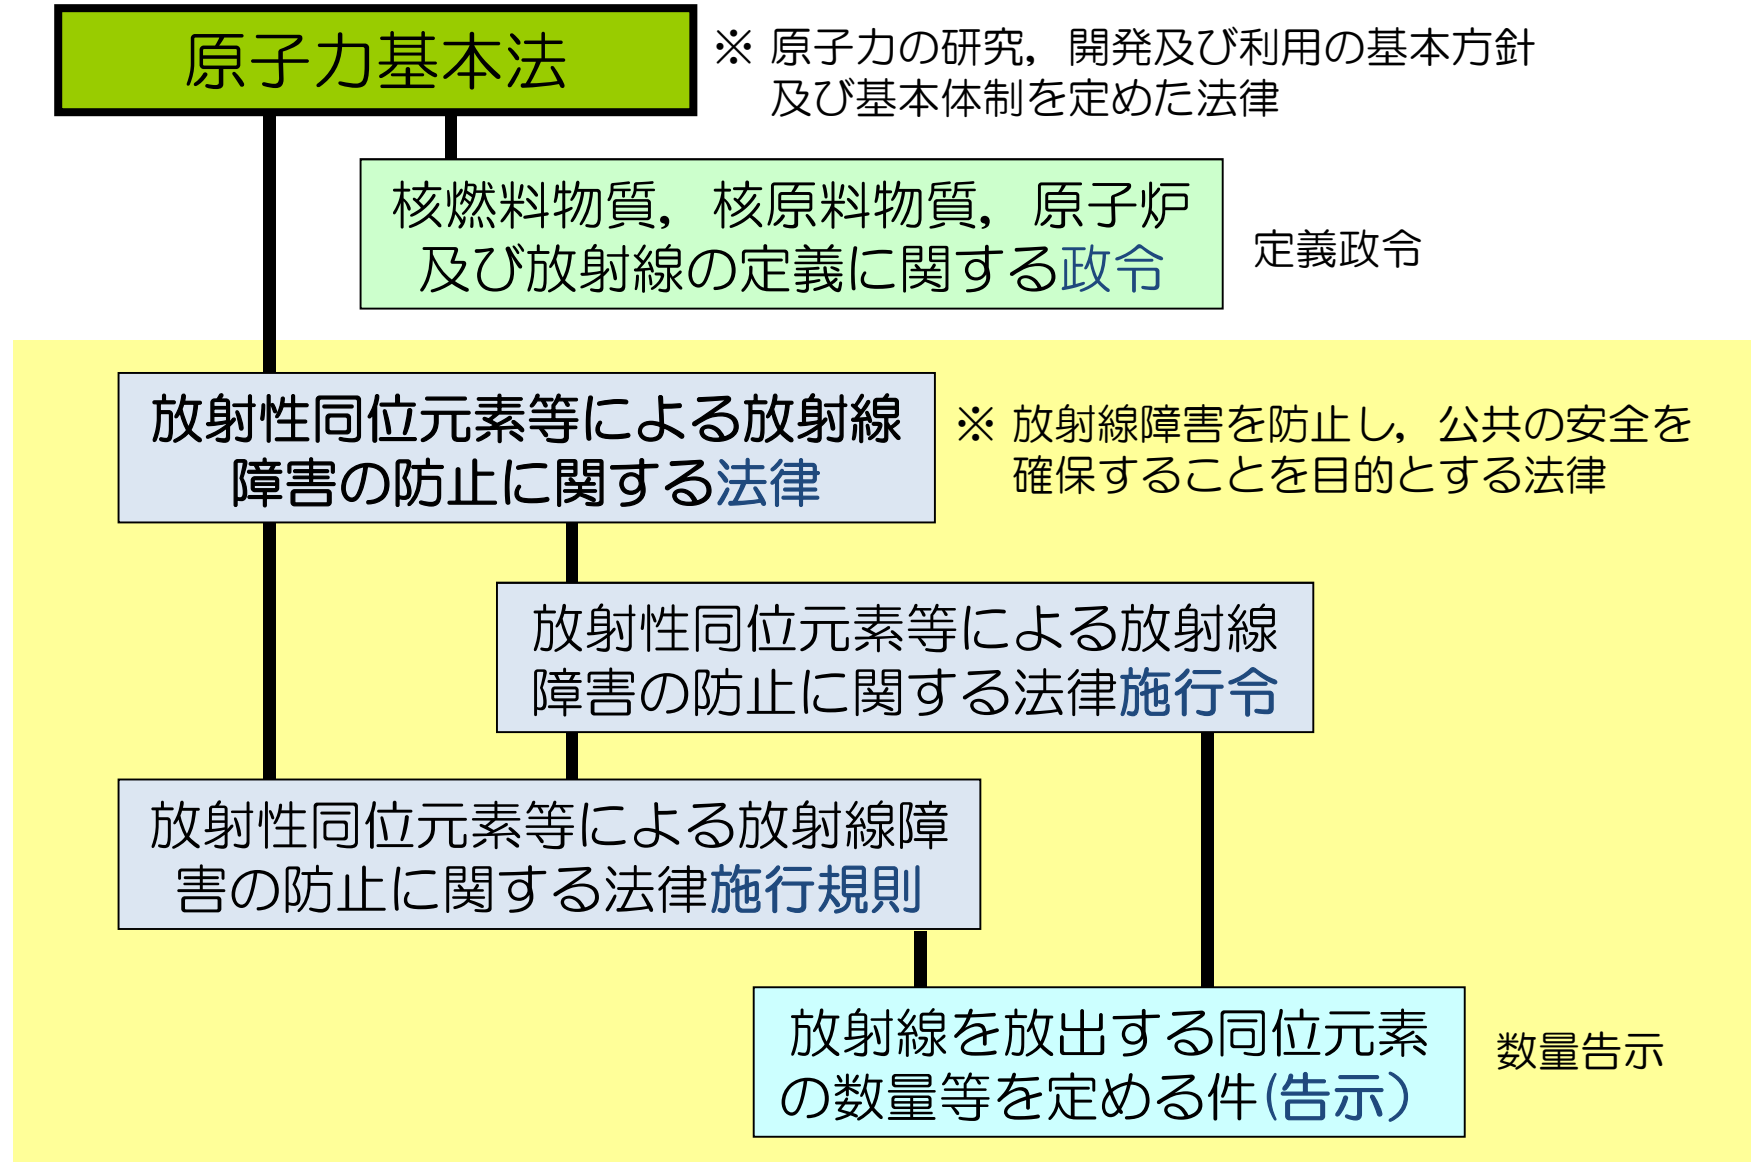 原子力基本法
※ 原子力の研究，開発及び利用の基本方針
及び基本体制を定めた法律
核燃料物質，核原料物質，原子炉
及び放射線の定義に関する政令
定義政令
放射性同位元素等による放射線
障害の防止に関する法律
※ 放射線障害を防止し，公共の安全を
確保することを目的とする法律
放射性同位元素等による放射線
障害の防止に関する法律施行令
放射性同位元素等による放射線障
害の防止に関する法律施行規則
放射線を放出する同位元素
の数量等を定める件(告示）
数量告示